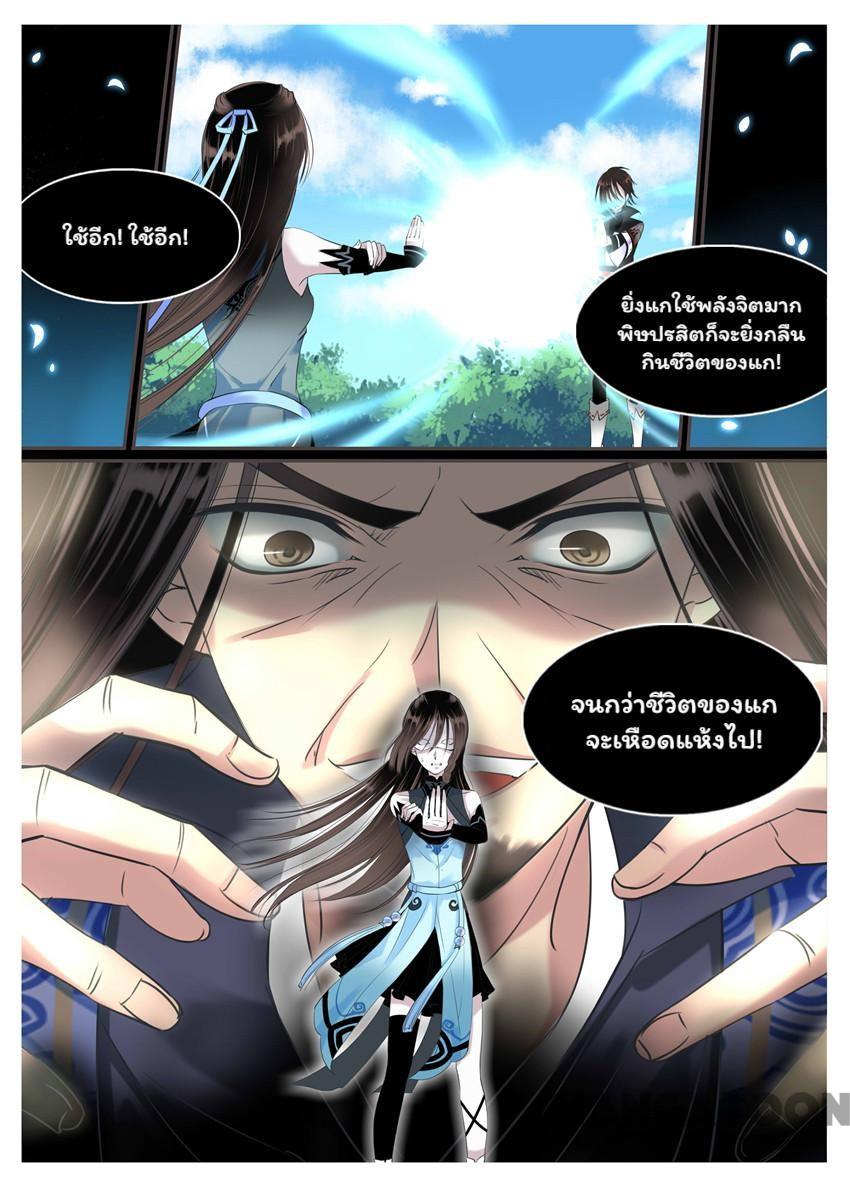 ใช้อีก! ใช้อีก!
ยิ่งแกใช้พลังจิตมาก
พิษปรสิตก็จะยิ่งกลืน
กินชีวิตของแก!
จนกว่าชีวิตของแก
จะเหือดแห้งไป!